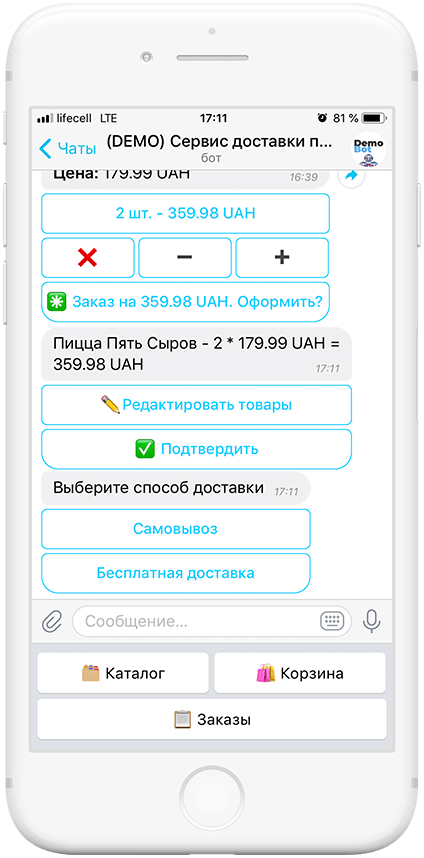 lifecell LTE 17:11 81 %
Чаты (DEMO) Сервис доставки п...
бот
Demo
Bot
Цена: 179.99 UAH 16:39
2 шт. - 359.98 UAH
Заказ на 359.98 UAH. Оформить?
Пицца Пять Сыров - 2 * 179.99 UAH =
359.98 UAH 17:11
Редактировать товары
Подтвердить
Выберите способ доставки 17:11
Самовывоз
Бесплатная доставка
Сообщение...
Каталог Корзина
Заказы